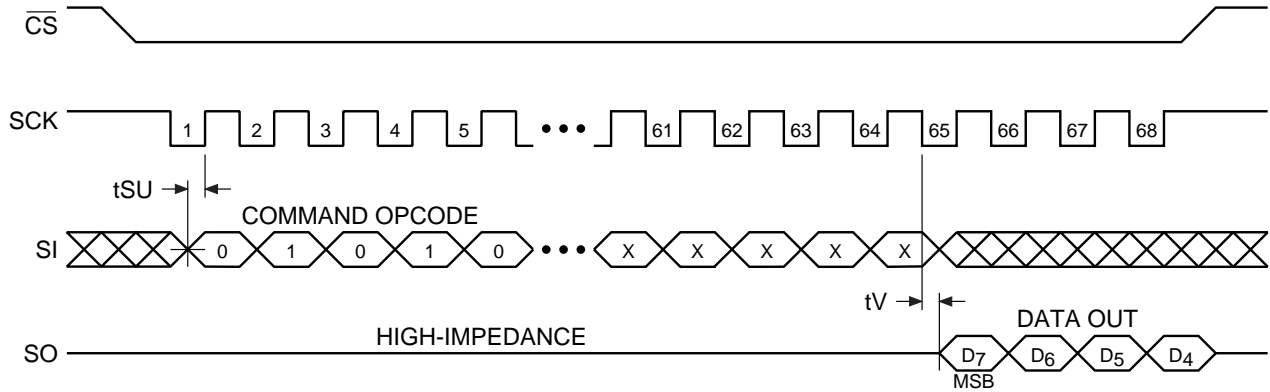 CS
SCK 1 2 3 4 5 ••• 61 62 63 64 65 66 67 68
tSU
COMMAND OPCODE
SI 0 1 0 1 0 ••• X X X X X
tV
HIGH-IMPEDANCE DATA OUT
SO D7 D6 D5 D4
MSB